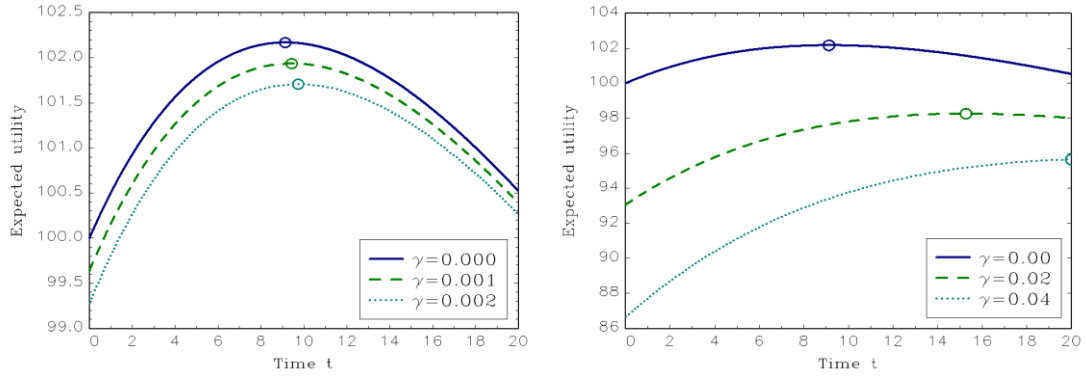 102.5
102.0
101.5
101.0
100.5
100.0
99.5
99.0
Expected utility
0 2 4 6 8 10 12 14 16 18 20
Time t
γ=0.000
γ=0.001
γ=0.002
104
102
100
98
96
94
92
90
88
86
Expected utility
0 2 4 6 8 10 12 14 16 18 20
Time t
γ=0.00
γ=0.02
γ=0.04